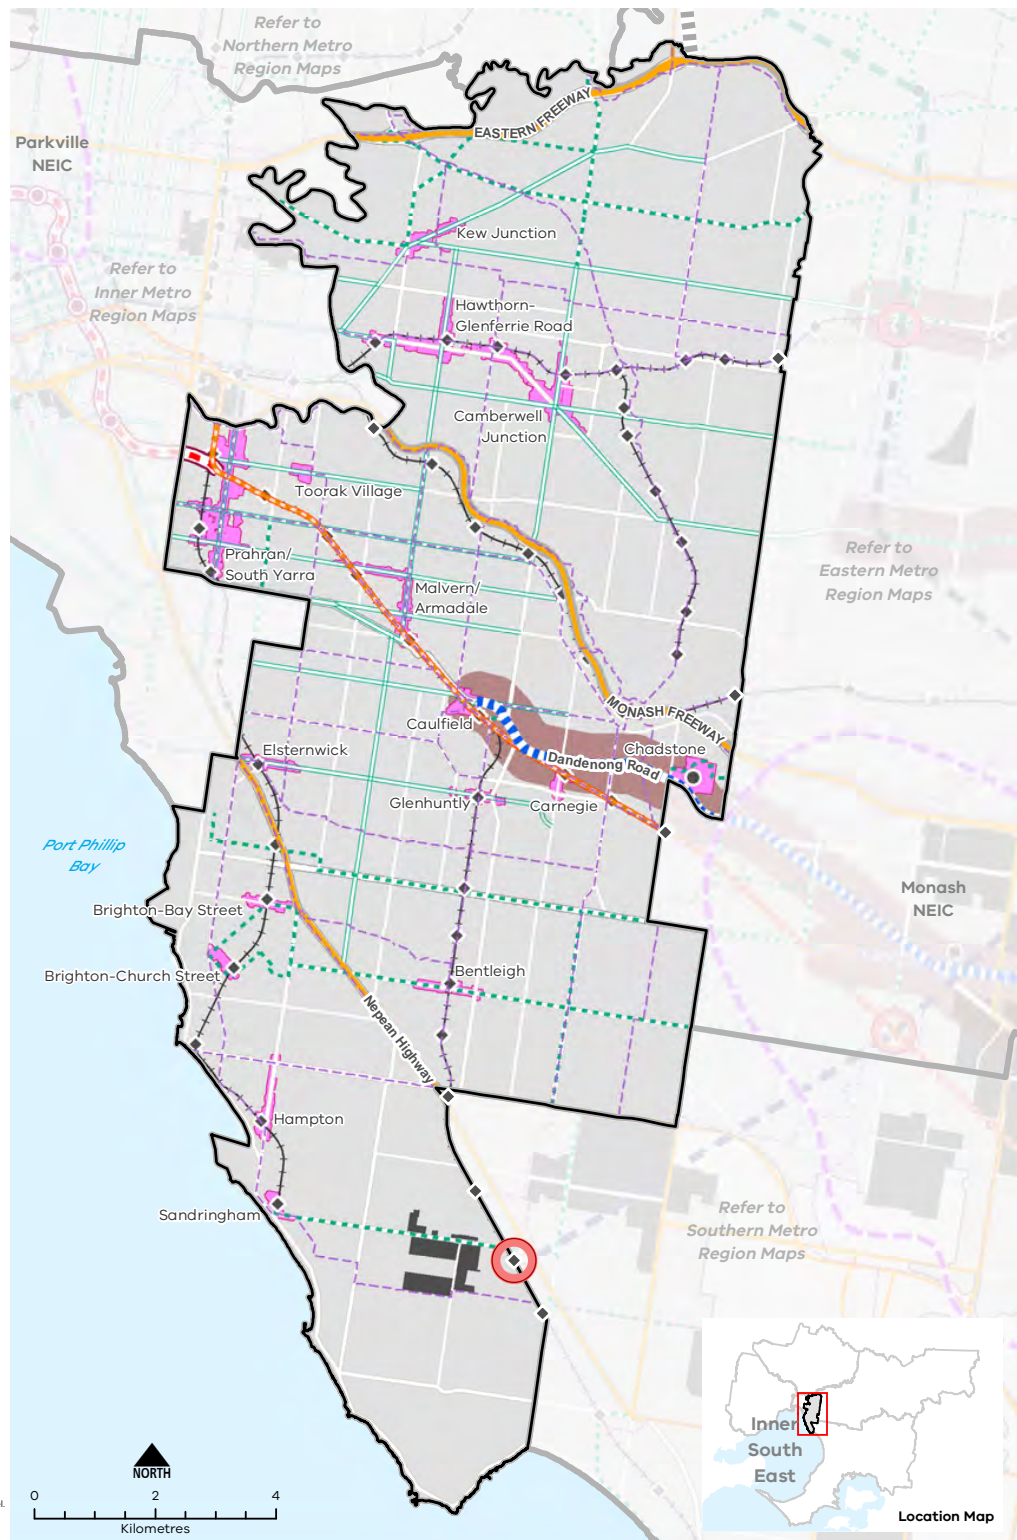 Refer to
Northern Metro
Region Maps
EASTERN FREEWAY
Parkville
NEIC
Kew Junction
Refer to
Inner Metro
Region Maps
Hawthorn-
Glenferrie Road
Camberwell
Junction
Toorak Village
Prahran/
South Yarra
Refer to
Eastern Metro
Region Maps
Malvern/
Armadale
MONASH FREEWAY
Caulfield
Elsternwick
Chadstone
Dandenong Road
Glenhuntly
Carnegie
Port Phillip
Bay
Monash
NEIC
Brighton-Bay Street
Brighton-Church Street
Bentleigh
Nepean Highway
Hampton
Sandringham
Refer to
Southern Metro
Region Maps
Inner
South
East
Location Map
NORTH
0 2 4
Kilometres